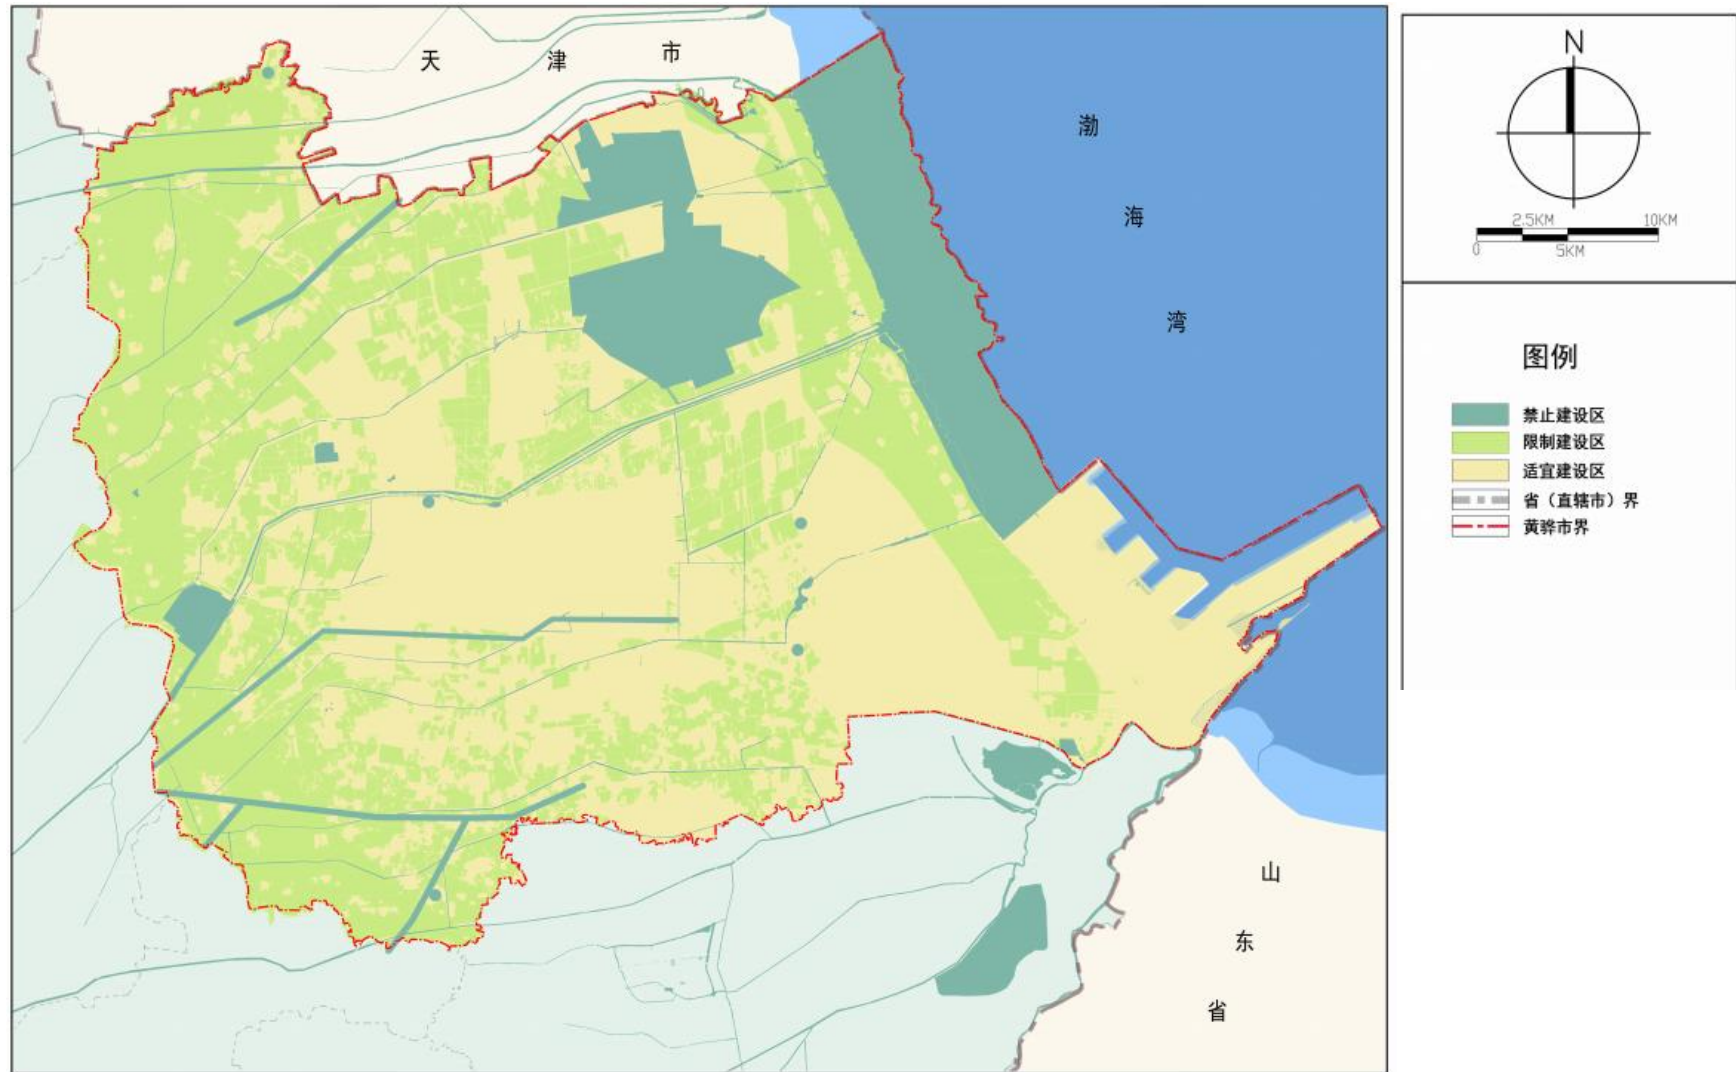 天津市
渤海湾
山东省
N
2.5KM 10KM
0 5KM
图例
禁止建设区
限制建设区
适宜建设区
省（直辖市）界
黄骅市界